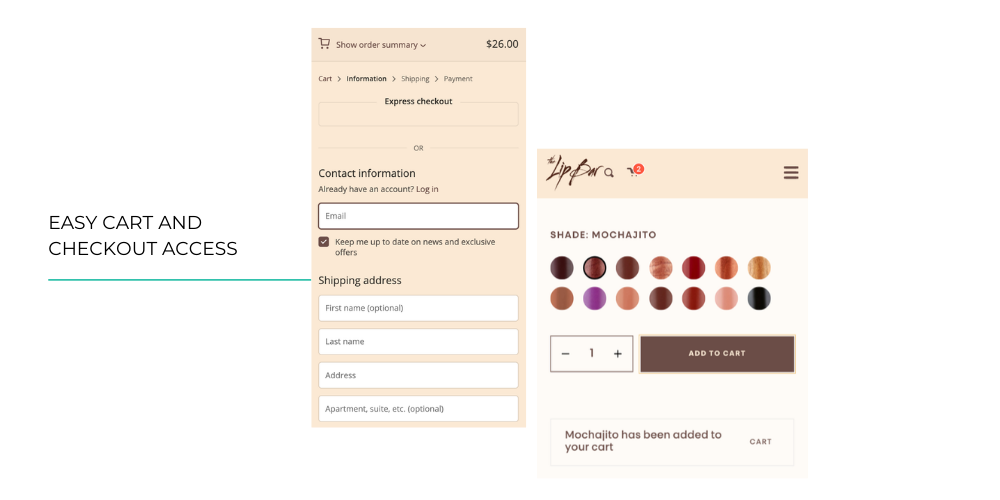 EASY CART AND
CHECKOUT ACCESS
Show order summary
$26.00
Cart > Information > Shipping > Payment
Express checkout
OR
Contact information
Already have an account? Log in
Email
Keep me up to date on news and exclusive
offers
Shipping address
First name (optional)
Last name
Address
Apartment, suite, etc. (optional)
the Lip Bar
2
SHADE: MOCHAJITO
− 1 +
ADD TO CART
Mochajito has been added to
your cart
CART